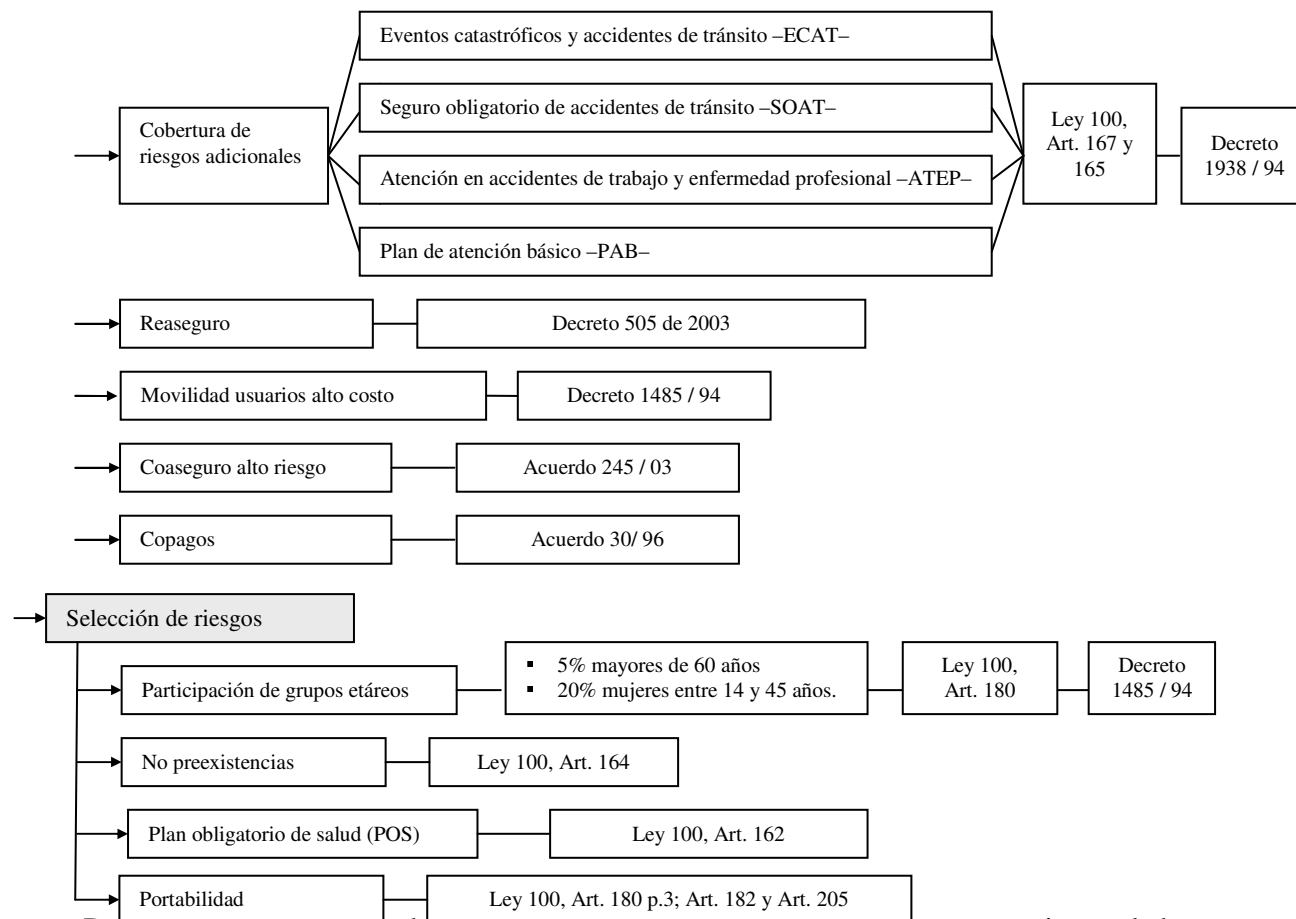 Eventos catastróficos y accidentes de tránsito –ECAT–
Seguro obligatorio de accidentes de tránsito –SOAT–
Cobertura de
riesgos adicionales
Atención en accidentes de trabajo y enfermedad profesional –ATEP–
Plan de atención básico –PAB–
Ley 100,
Art. 167 y
165
Decreto
1938 / 94
Reaseguro
Decreto 505 de 2003
Movilidad usuarios alto costo
Decreto 1485 / 94
Coaseguro alto riesgo
Acuerdo 245 / 03
Copagos
Acuerdo 30/ 96
Selección de riesgos
Participación de grupos etáreos
▪ 5% mayores de 60 años
▪ 20% mujeres entre 14 y 45 años.
Ley 100,
Art. 180
Decreto
1485 / 94
No preexistencias
Ley 100, Art. 164
Plan obligatorio de salud (POS)
Ley 100, Art. 162
Portabilidad
Ley 100, Art. 180 p.3; Art. 182 y Art. 205